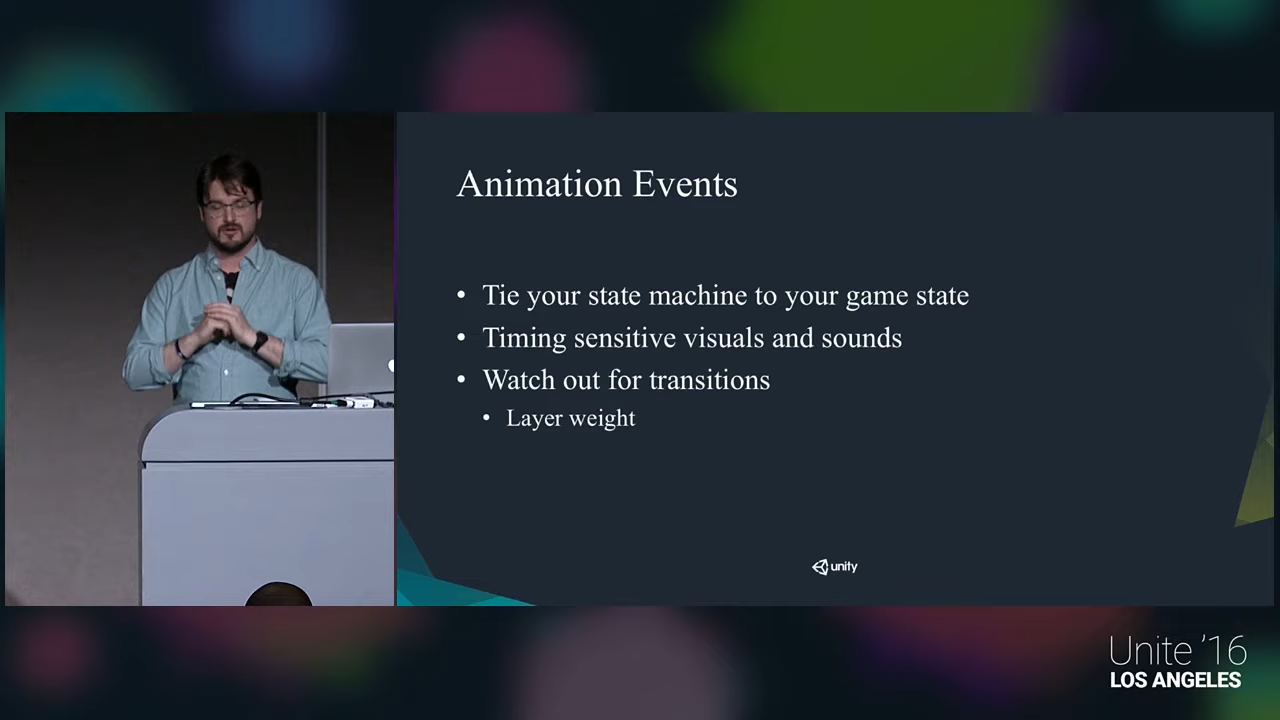 Animation Events
• Tie your state machine to your game state
• Timing sensitive visuals and sounds
• Watch out for transitions
• Layer weight
unity
Unite '16
LOS ANGELES